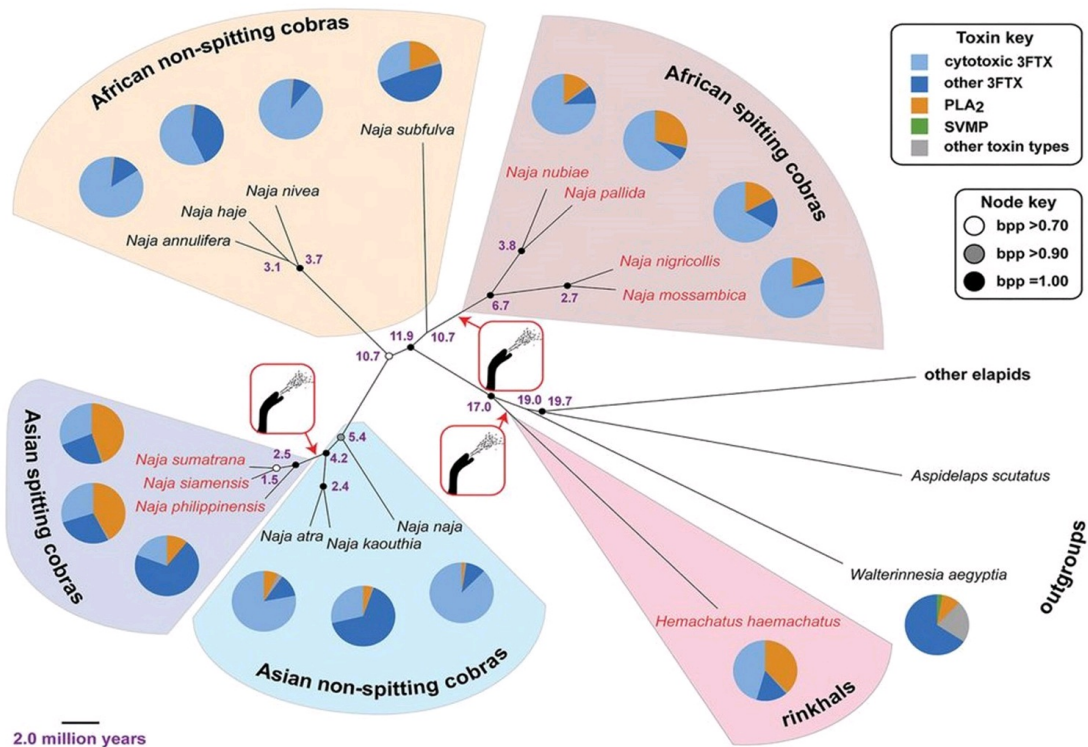 African non-spitting cobras
African spitting cobras
Toxin key
cytotoxic 3FTX
other 3FTX
PLA2
SVMP
other toxin types
Node key
bpp >0.70
bpp >0.90
bpp =1.00
Naja subfulva
Naja nivea
Naja haje
Naja annulifera
3.1
3.7
Naja nubiae
Naja pallida
3.8
Naja nigricollis
Naja mossambica
6.7
2.7
10.7
11.9
10.7
17.0
19.0
19.7
other elapids
Aspidelaps scutatus
Walterinnesia aegyptia
outgroups
Hemachatus haemachatus
rinkhals
Asian spitting cobras
Naja sumatrana
Naja siamensis
Naja philippinensis
2.5
1.5
5.4
4.2
2.4
Naja atra
Naja kaouthia
Naja naja
Asian non-spitting cobras
2.0 million years